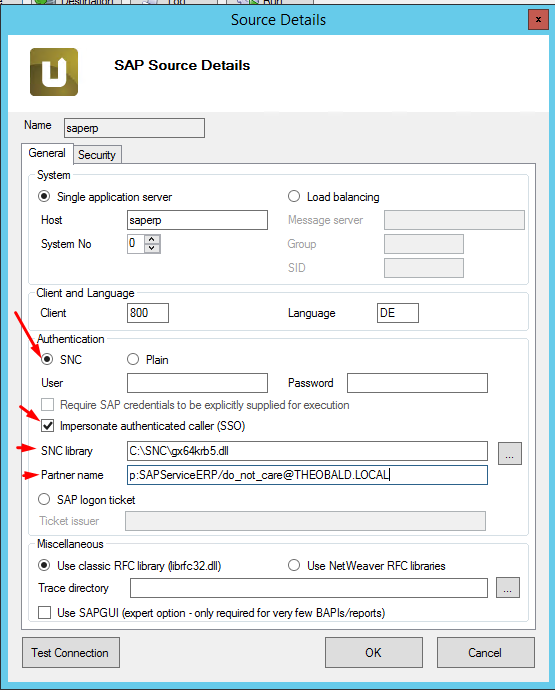 Destination Log Run
Source Details
x
SAP Source Details
Name saperp
General Security
System
Single application server Load balancing
Host saperp Message server
System No 0 Group
SID
Client and Language
Client 800 Language DE
Authentication
SNC Plain
User Password
Require SAP credentials to be explicitly supplied for execution
Impersonate authenticated caller (SSO)
SNC library C:\SNC\gx64krb5.dll ...
Partner name p:SAPServiceERP/do_not_care@THEOBALD.LOCAL
SAP logon ticket
Ticket issuer
Miscellaneous
Use classic RFC library (librfc32.dll) Use NetWeaver RFC libraries
Trace directory ...
Use SAPGUI (expert option - only required for very few BAPIs/reports)
Test Connection OK Cancel